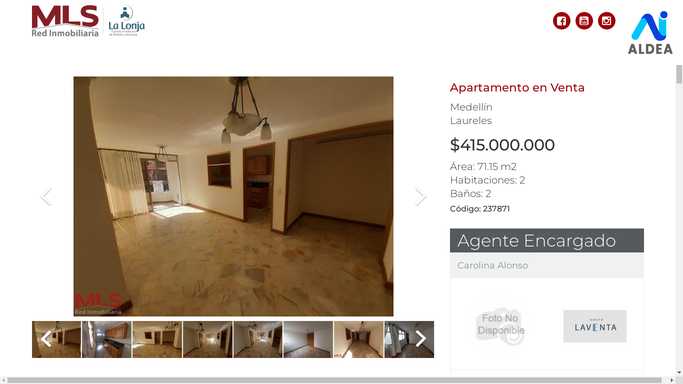 MLS
Red Inmobiliaria
La Lonja
ALDEA
Apartamento en Venta
Medellín
Laureles
$415.000.000
Área: 71.15 m2
Habitaciones: 2
Baños: 2
Código: 237871
Agente Encargado
Carolina Alonso
Foto No
Disponible
LAVENTA
MLS
Red Inmobiliaria
MLS